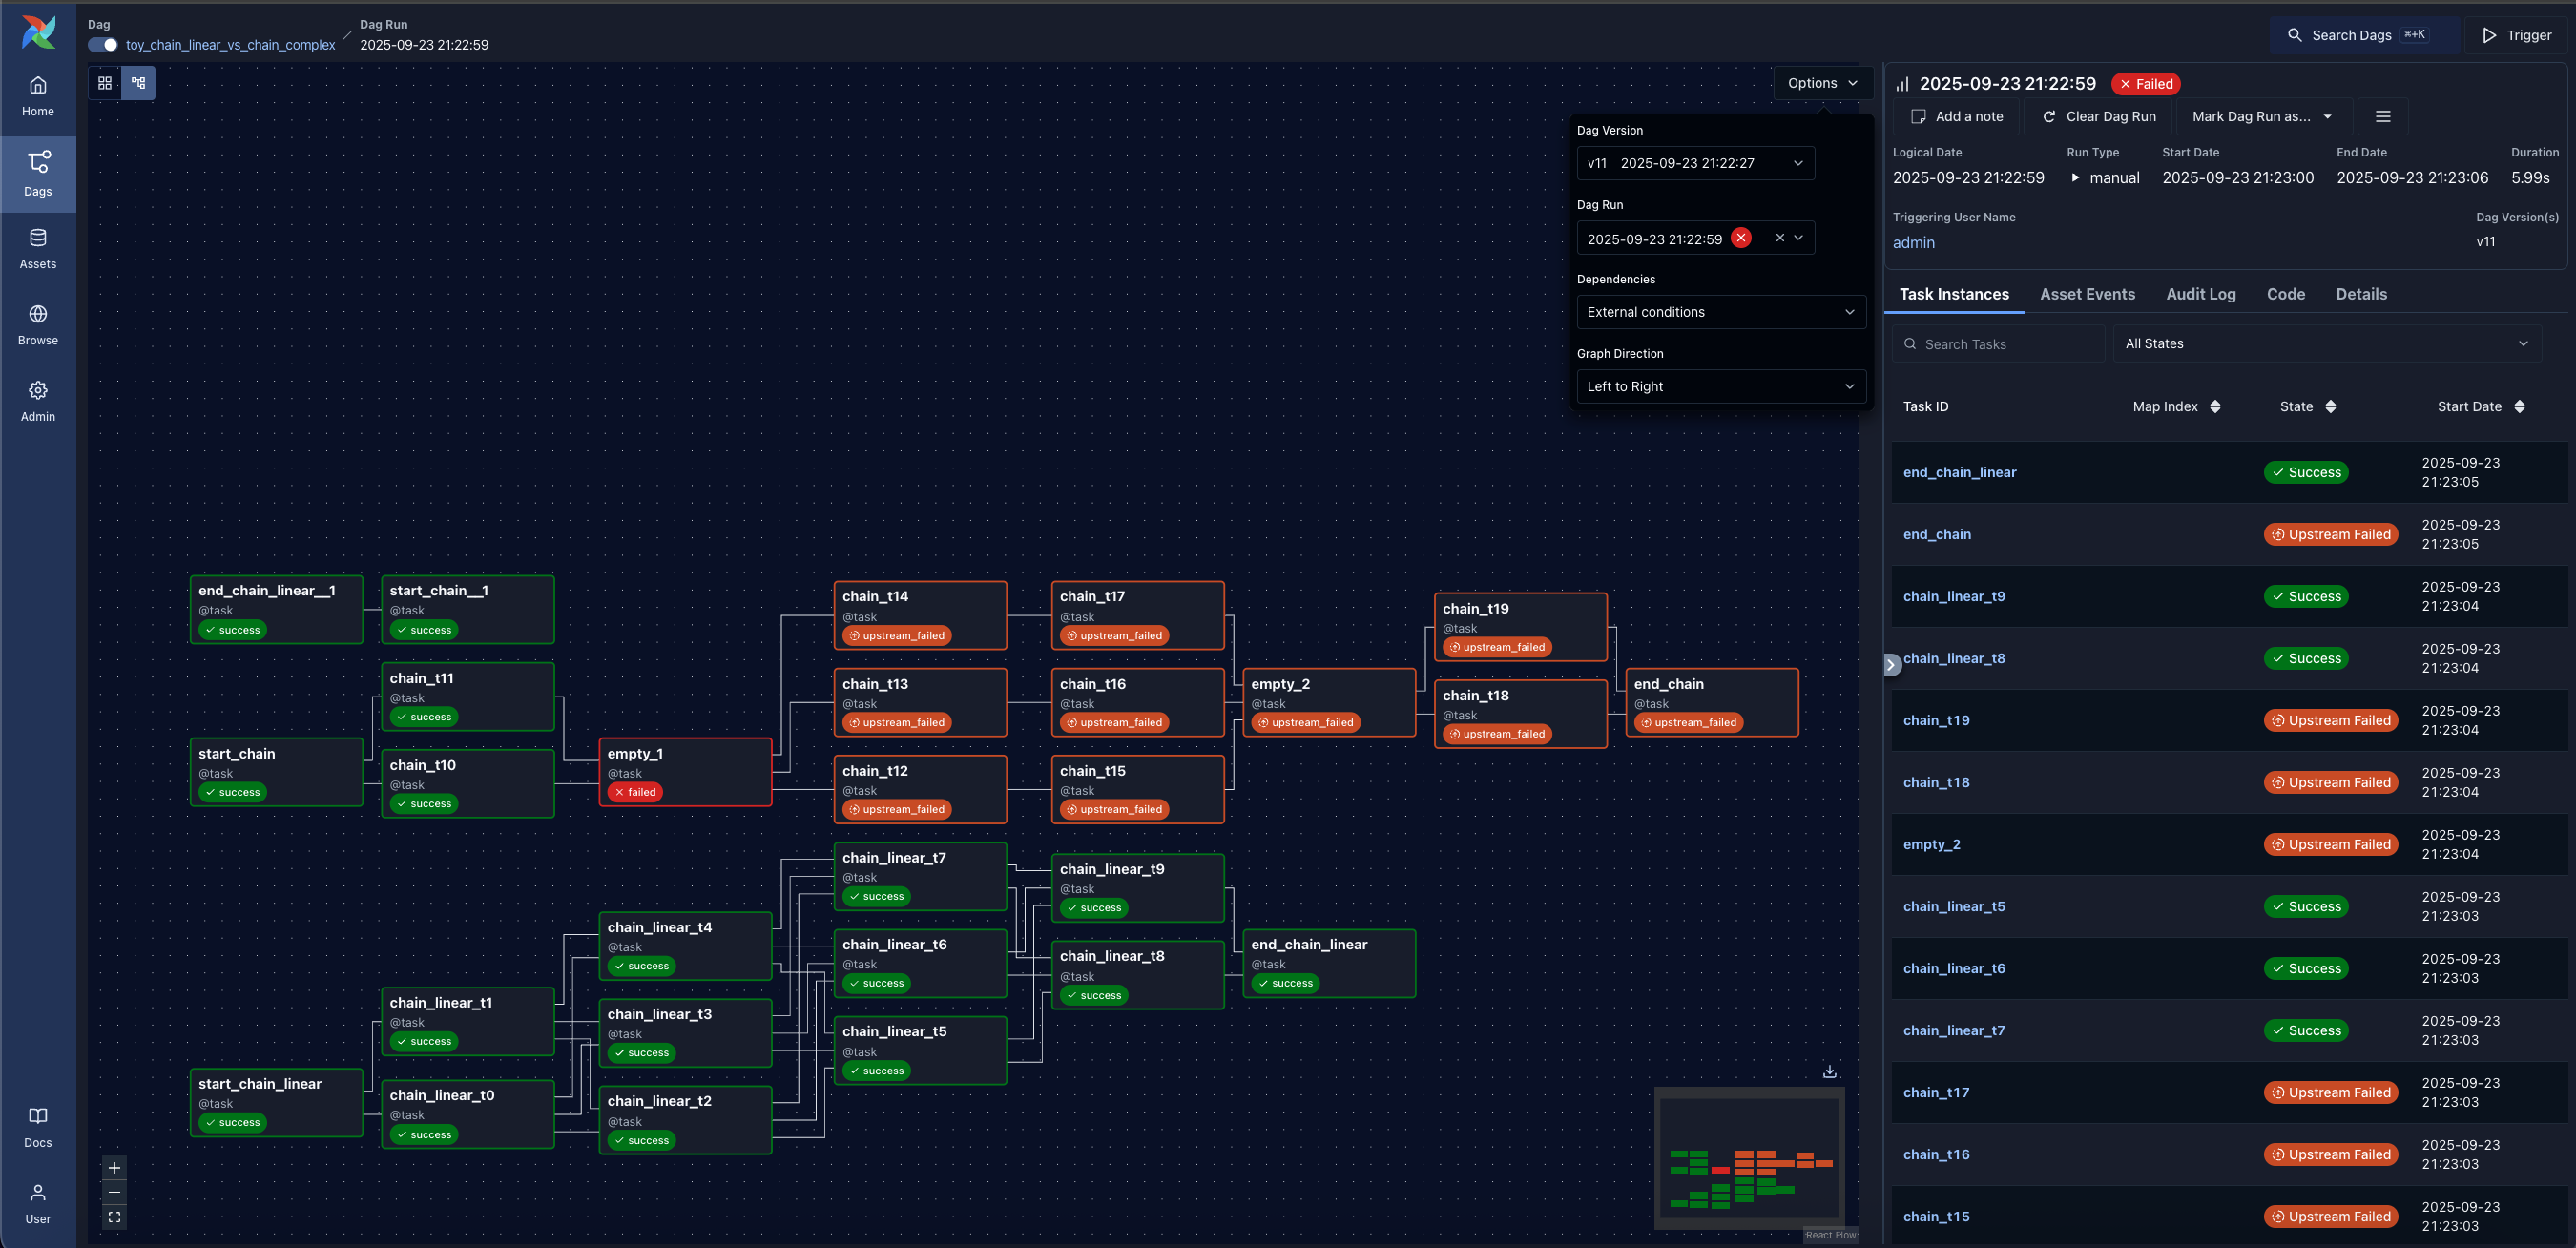 Dag
toy_chain_linear_vs_chain_complex
/
Dag Run
2025-09-23 21:22:59
Search Dags ⌘+K
Trigger
Home
Dags
Assets
Browse
Admin
Docs
User
Options
Dag Version
v11 2025-09-23 21:22:27
Dag Run
2025-09-23 21:22:59
Dependencies
External conditions
Graph Direction
Left to Right
end_chain_linear__1
@task
success
start_chain__1
@task
success
chain_t11
@task
success
start_chain
@task
success
chain_t10
@task
success
empty_1
@task
failed
chain_t14
@task
upstream_failed
chain_t17
@task
upstream_failed
chain_t13
@task
upstream_failed
chain_t16
@task
upstream_failed
chain_t12
@task
upstream_failed
chain_t15
@task
upstream_failed
empty_2
@task
upstream_failed
chain_t19
@task
upstream_failed
chain_t18
@task
upstream_failed
end_chain
@task
upstream_failed
chain_linear_t7
@task
success
chain_linear_t9
@task
success
chain_linear_t4
@task
success
chain_linear_t6
@task
success
chain_linear_t8
@task
success
end_chain_linear
@task
success
chain_linear_t1
@task
success
chain_linear_t3
@task
success
chain_linear_t5
@task
success
start_chain_linear
@task
success
chain_linear_t0
@task
success
chain_linear_t2
@task
success
React Flow
2025-09-23 21:22:59 Failed
Add a note
Clear Dag Run
Mark Dag Run as...
Logical Date Run Type Start Date End Date Duration
2025-09-23 21:22:59 manual 2025-09-23 21:23:00 2025-09-23 21:23:06 5.99s
Triggering User Name Dag Version(s)
admin v11
Task Instances Asset Events Audit Log Code Details
Search Tasks
All States
Task ID Map Index State Start Date
end_chain_linear Success 2025-09-23
21:23:05
end_chain Upstream Failed 2025-09-23
21:23:05
chain_linear_t9 Success 2025-09-23
21:23:04
chain_linear_t8 Success 2025-09-23
21:23:04
chain_t19 Upstream Failed 2025-09-23
21:23:04
chain_t18 Upstream Failed 2025-09-23
21:23:04
empty_2 Upstream Failed 2025-09-23
21:23:04
chain_linear_t5 Success 2025-09-23
21:23:03
chain_linear_t6 Success 2025-09-23
21:23:03
chain_linear_t7 Success 2025-09-23
21:23:03
chain_t17 Upstream Failed 2025-09-23
21:23:03
chain_t16 Upstream Failed 2025-09-23
21:23:03
chain_t15 Upstream Failed 2025-09-23
21:23:03